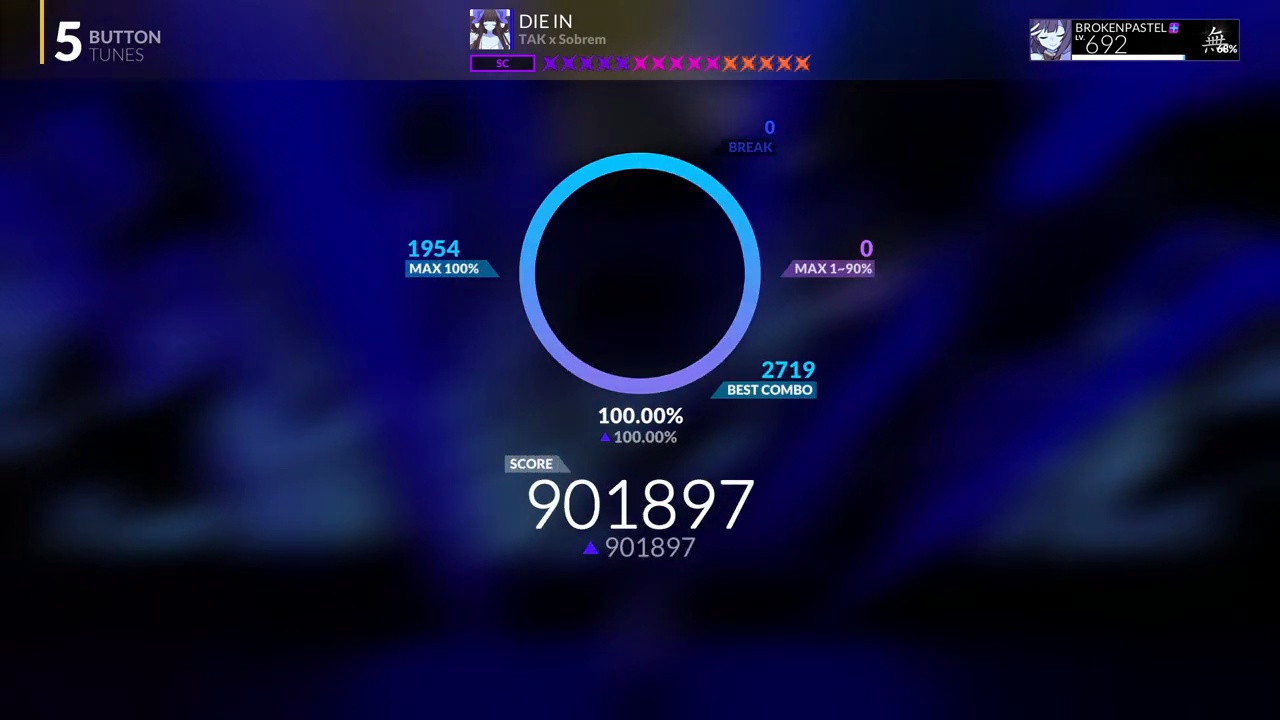 5 BUTTON
TUNES
DIE IN
TAK x Sobrem
SC
BROKENPASTEL
LV. 692
無
68%
0
BREAK
1954
MAX 100%
0
MAX 1~90%
2719
BEST COMBO
100.00%
▲ 100.00%
SCORE
901897
▲ 901897